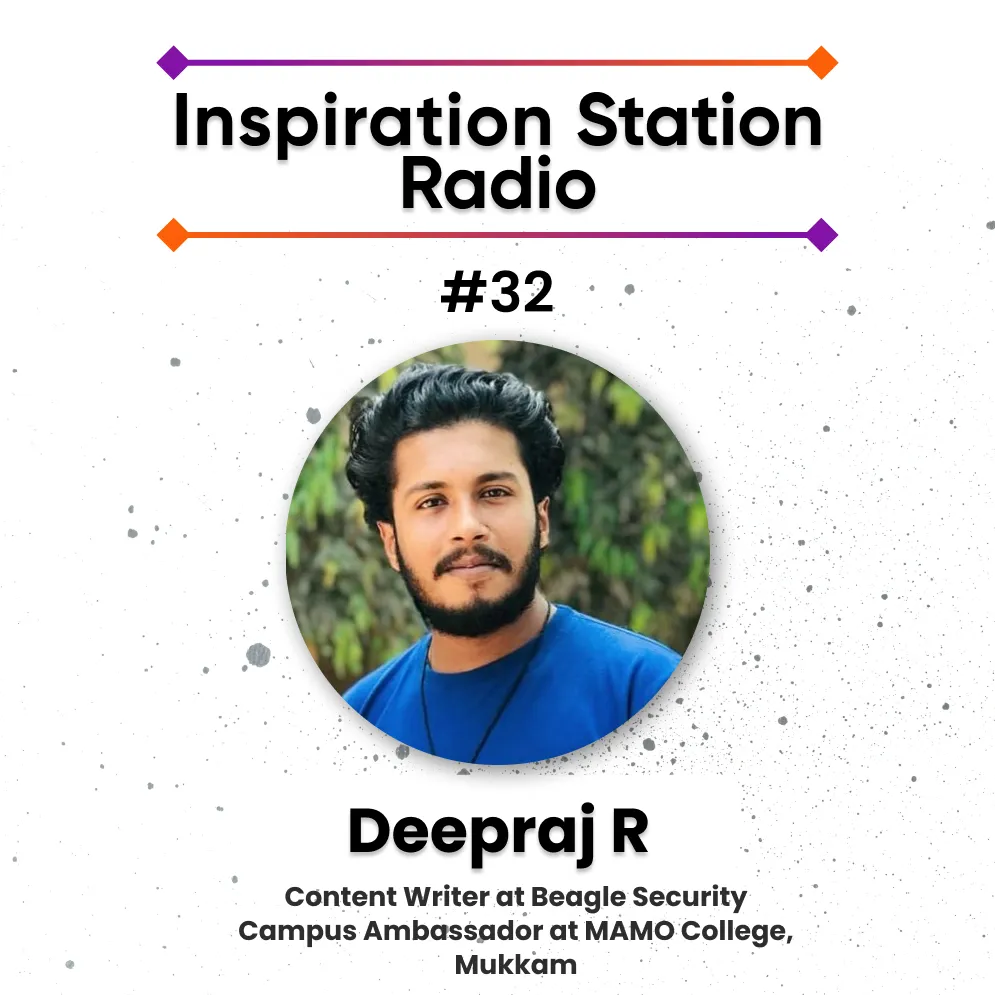 Inspiration Station
Radio
#32
Deepraj R
Content Writer at Beagle Security
Campus Ambassador at MAMO College,
Mukkam